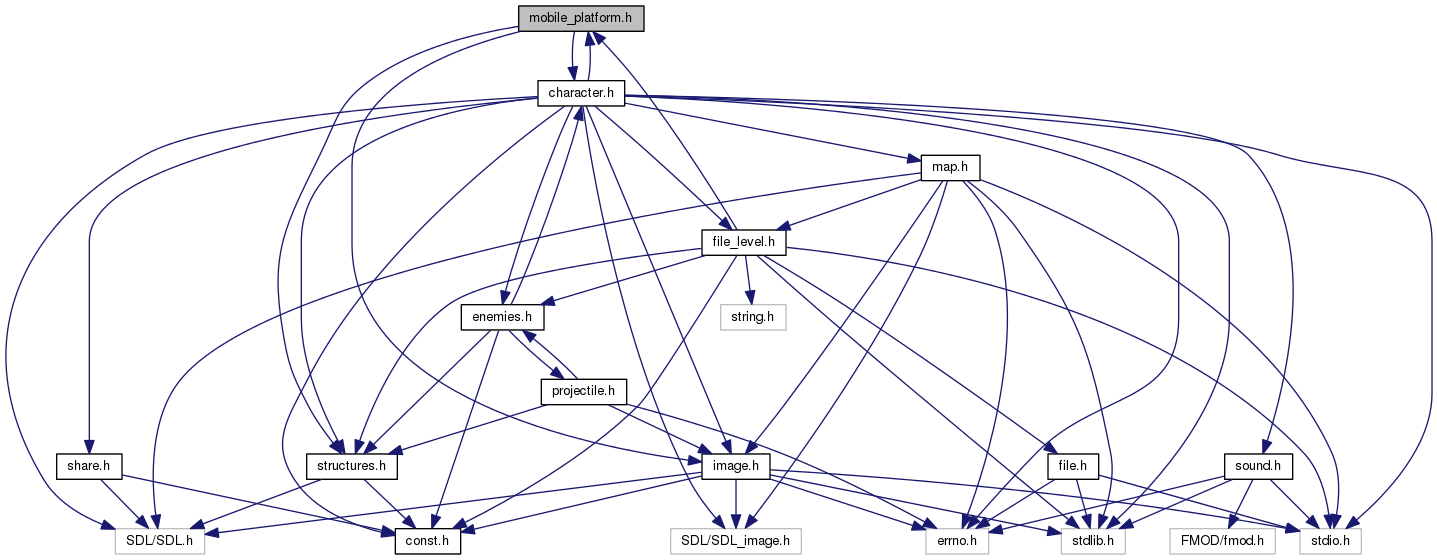 mobile_platform.h
character.h
map.h
file_level.h
enemies.h
string.h
projectile.h
share.h
structures.h
image.h
file.h
sound.h
SDL/SDL.h
const.h
SDL/SDL_image.h
errno.h
stdlib.h
FMOD/fmod.h
stdio.h